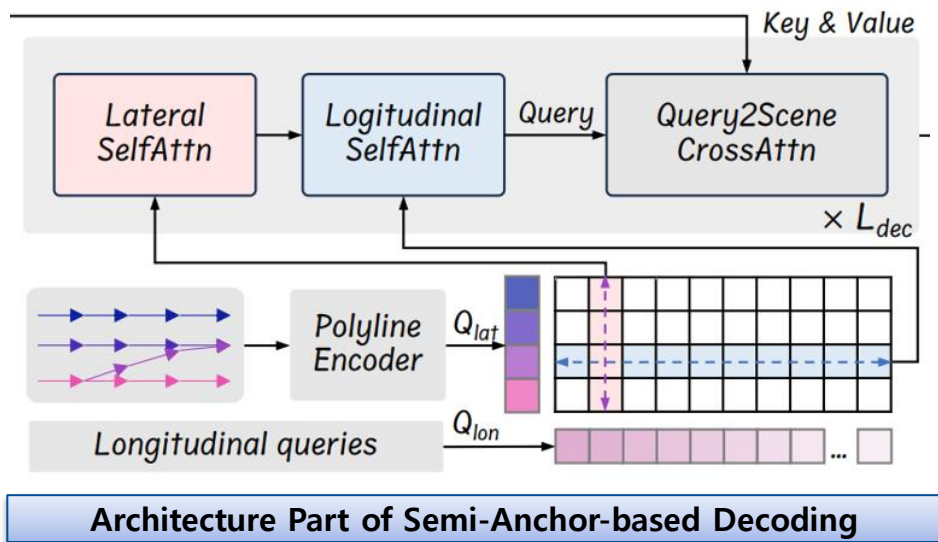 Key & Value
Lateral
SelfAttn
Logitudinal
SelfAttn
Query
Query2Scene
CrossAttn
× L_dec
Polyline
Encoder
Q_lat
Longitudinal queries
Q_lon
...
Architecture Part of Semi-Anchor-based Decoding